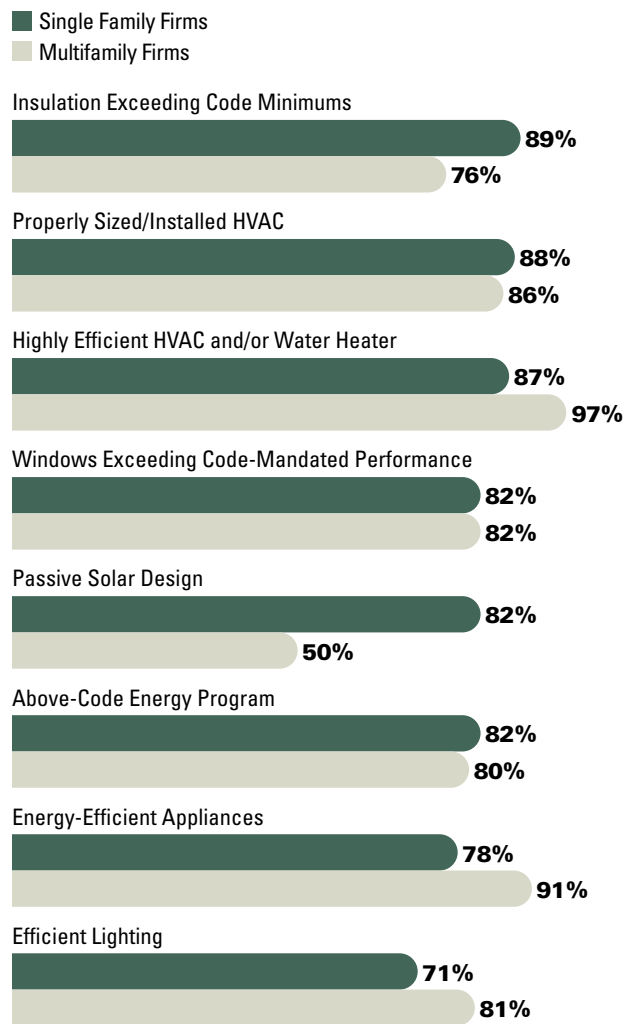 Single Family Firms
Multifamily Firms
Insulation Exceeding Code Minimums
89%
76%
Properly Sized/Installed HVAC
88%
86%
Highly Efficient HVAC and/or Water Heater
87%
97%
Windows Exceeding Code-Mandated Performance
82%
82%
Passive Solar Design
82%
50%
Above-Code Energy Program
82%
80%
Energy-Efficient Appliances
78%
91%
Efficient Lighting
71%
81%